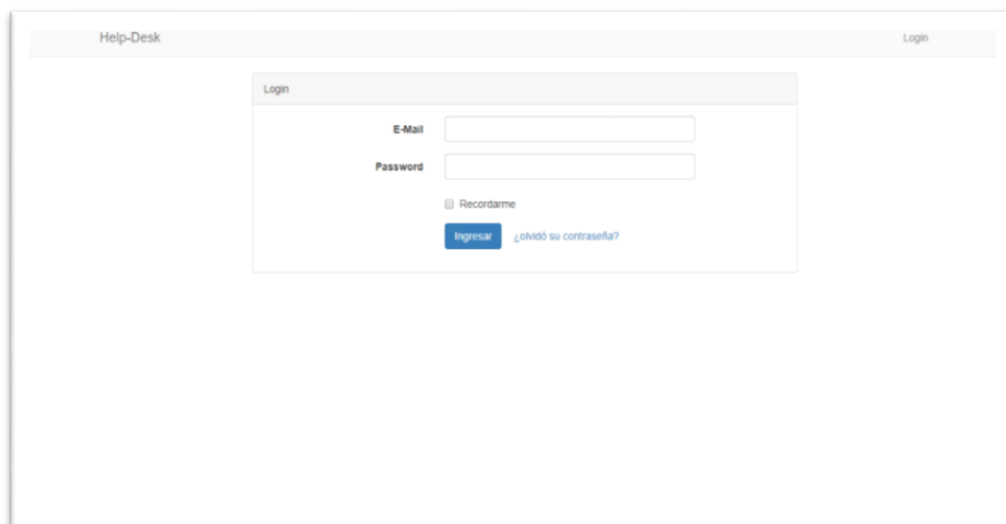 Help-Desk Login
Login
E-Mail
Password
Recordarme
Ingresar ¿olvidó su contraseña?